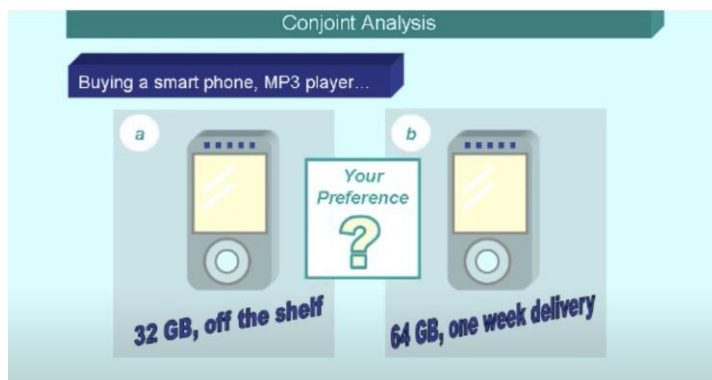 Conjoint Analysis
Buying a smart phone, MP3 player...
a
b
Your
Preference
?
32 GB, off the shelf
64 GB, one week delivery